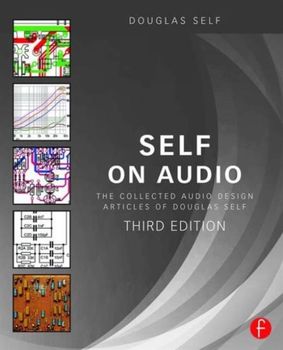 DOUGLAS SELF
SELF
ON AUDIO
THE COLLECTED AUDIO DESIGN
ARTICLES OF DOUGLAS SELF
THIRD EDITION
f